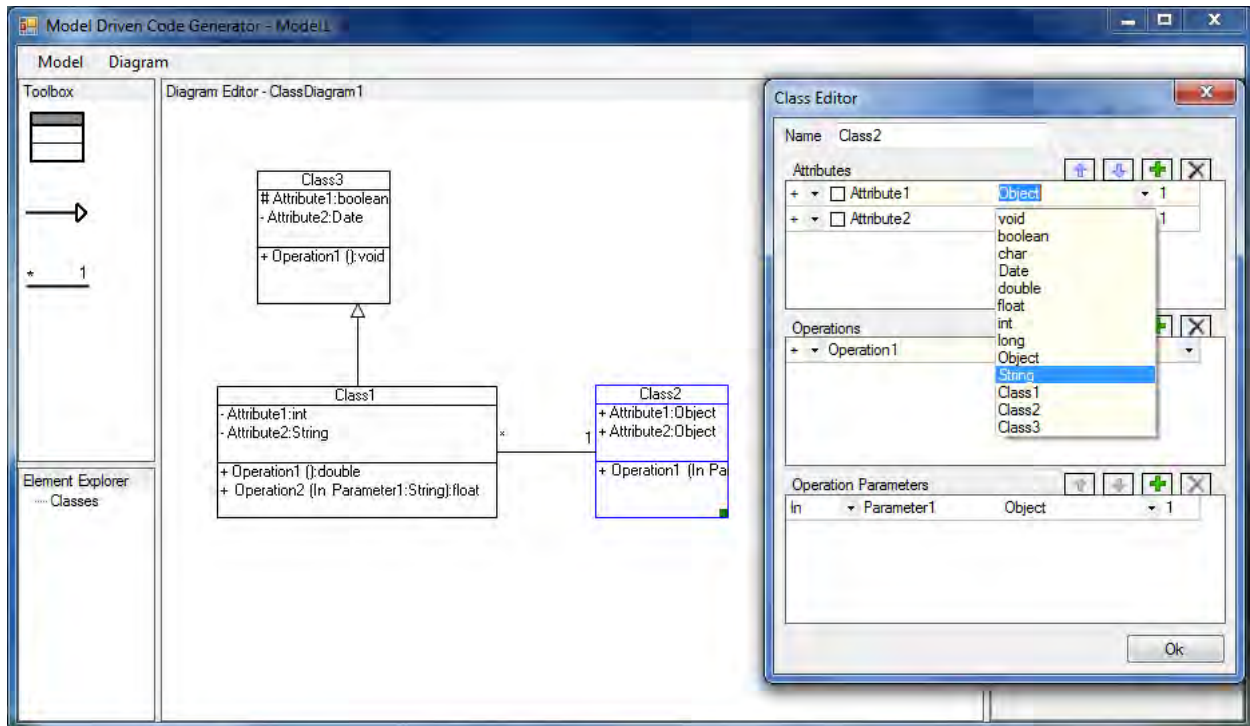 Model Driven Code Generator - Model1
Model Diagram
Toolbox
* 1
Element Explorer
Classes
Diagram Editor - ClassDiagram1
Class3
# Attribute1:boolean
- Attribute2:Date
+ Operation1 ():void
Class1
- Attribute1:int
- Attribute2:String
+ Operation1 ():double
+ Operation2 (In Parameter1:String):float
* 1
Class2
+ Attribute1:Object
+ Attribute2:Object
+ Operation1 (In Pa
Class Editor
Name Class2
Attributes
+ Attribute1 Object 1
+ Attribute2 1
void
boolean
char
Date
double
float
int
long
Object
String
Class1
Class2
Class3
Operations
+ Operation1
Operation Parameters
In Parameter1 Object 1
Ok